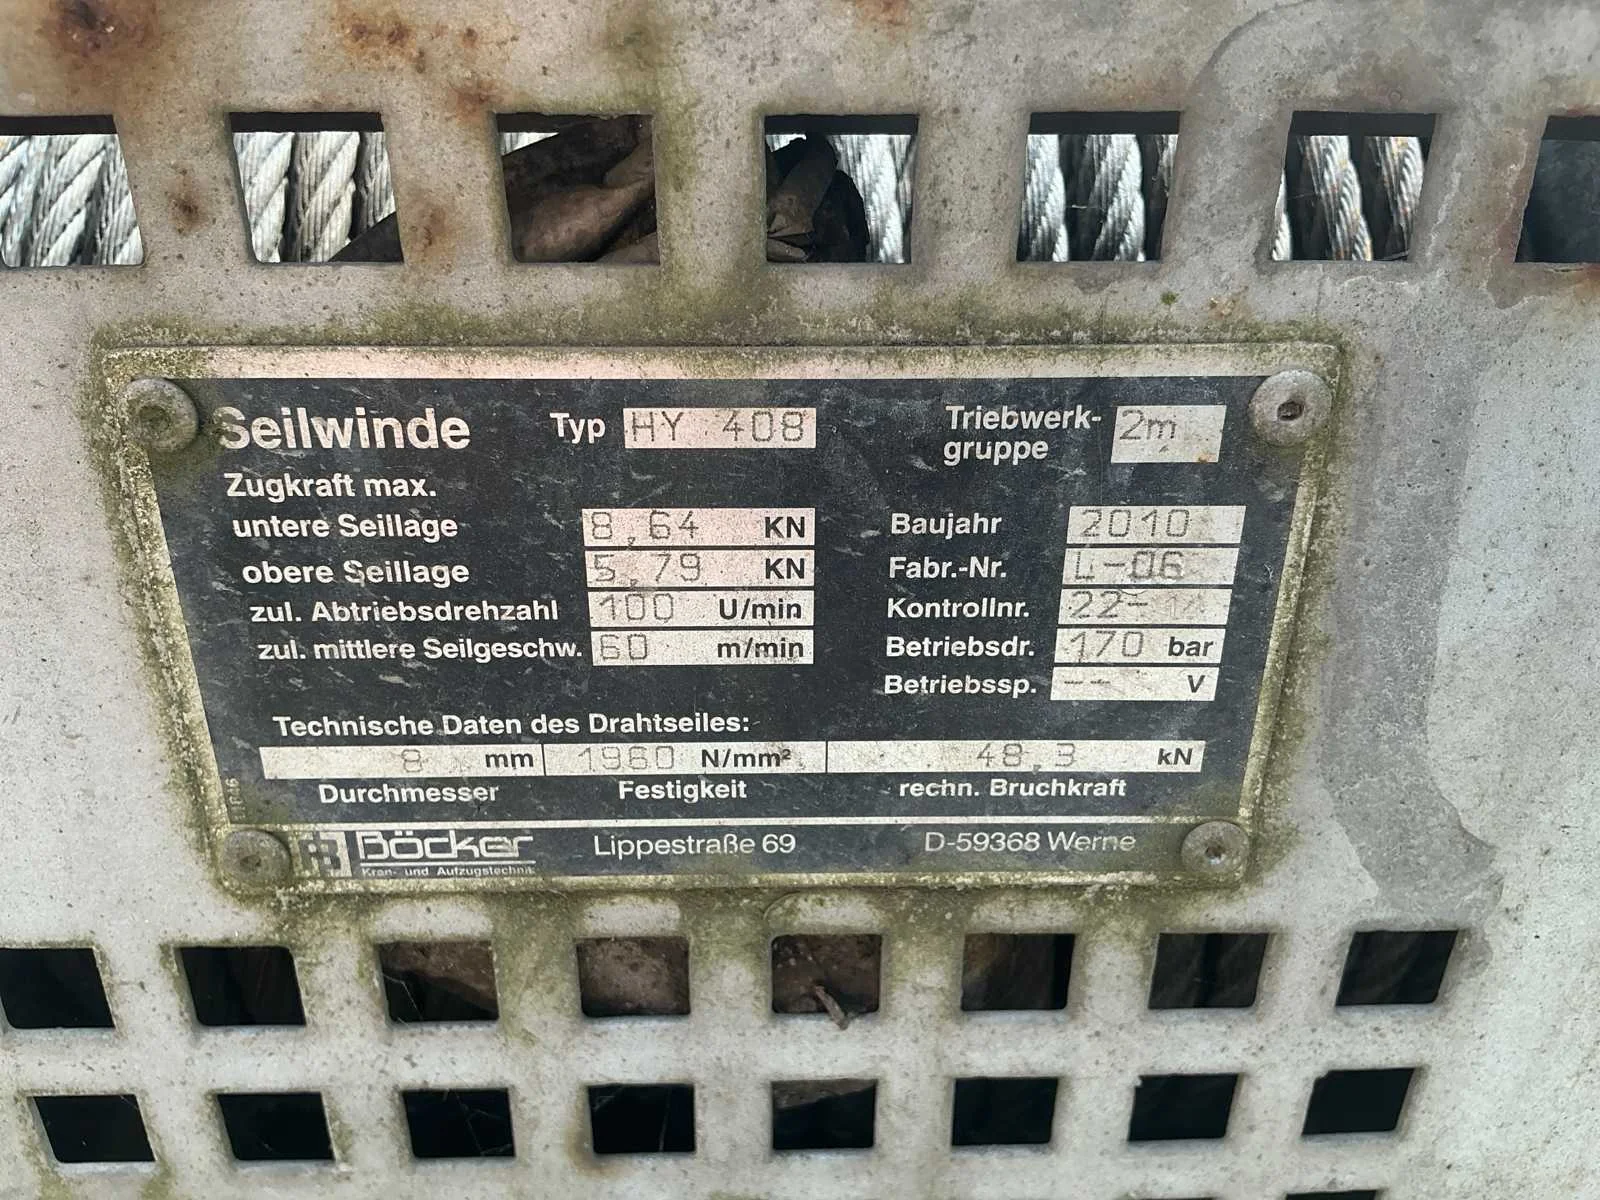 Seilwinde Typ HY 408 Triebwerk-
gruppe 2m
Zugkraft max.
untere Seillage 8,64 KN Baujahr 2010
obere Seillage 5,79 KN Fabr.-Nr. L-06
zul. Abtriebsdrehzahl 100 U/min Kontrollnr. 22-14
zul. mittlere Seilgeschw. 60 m/min Betriebsdr. 170 bar
Betriebssp. -- V
Technische Daten des Drahtseiles:
8 mm 1960 N/mm² 48,3 kN
Durchmesser Festigkeit rechn. Bruchkraft
Böcker Lippestraße 69 D-59368 Werne
Kran- und Aufzugstechnik